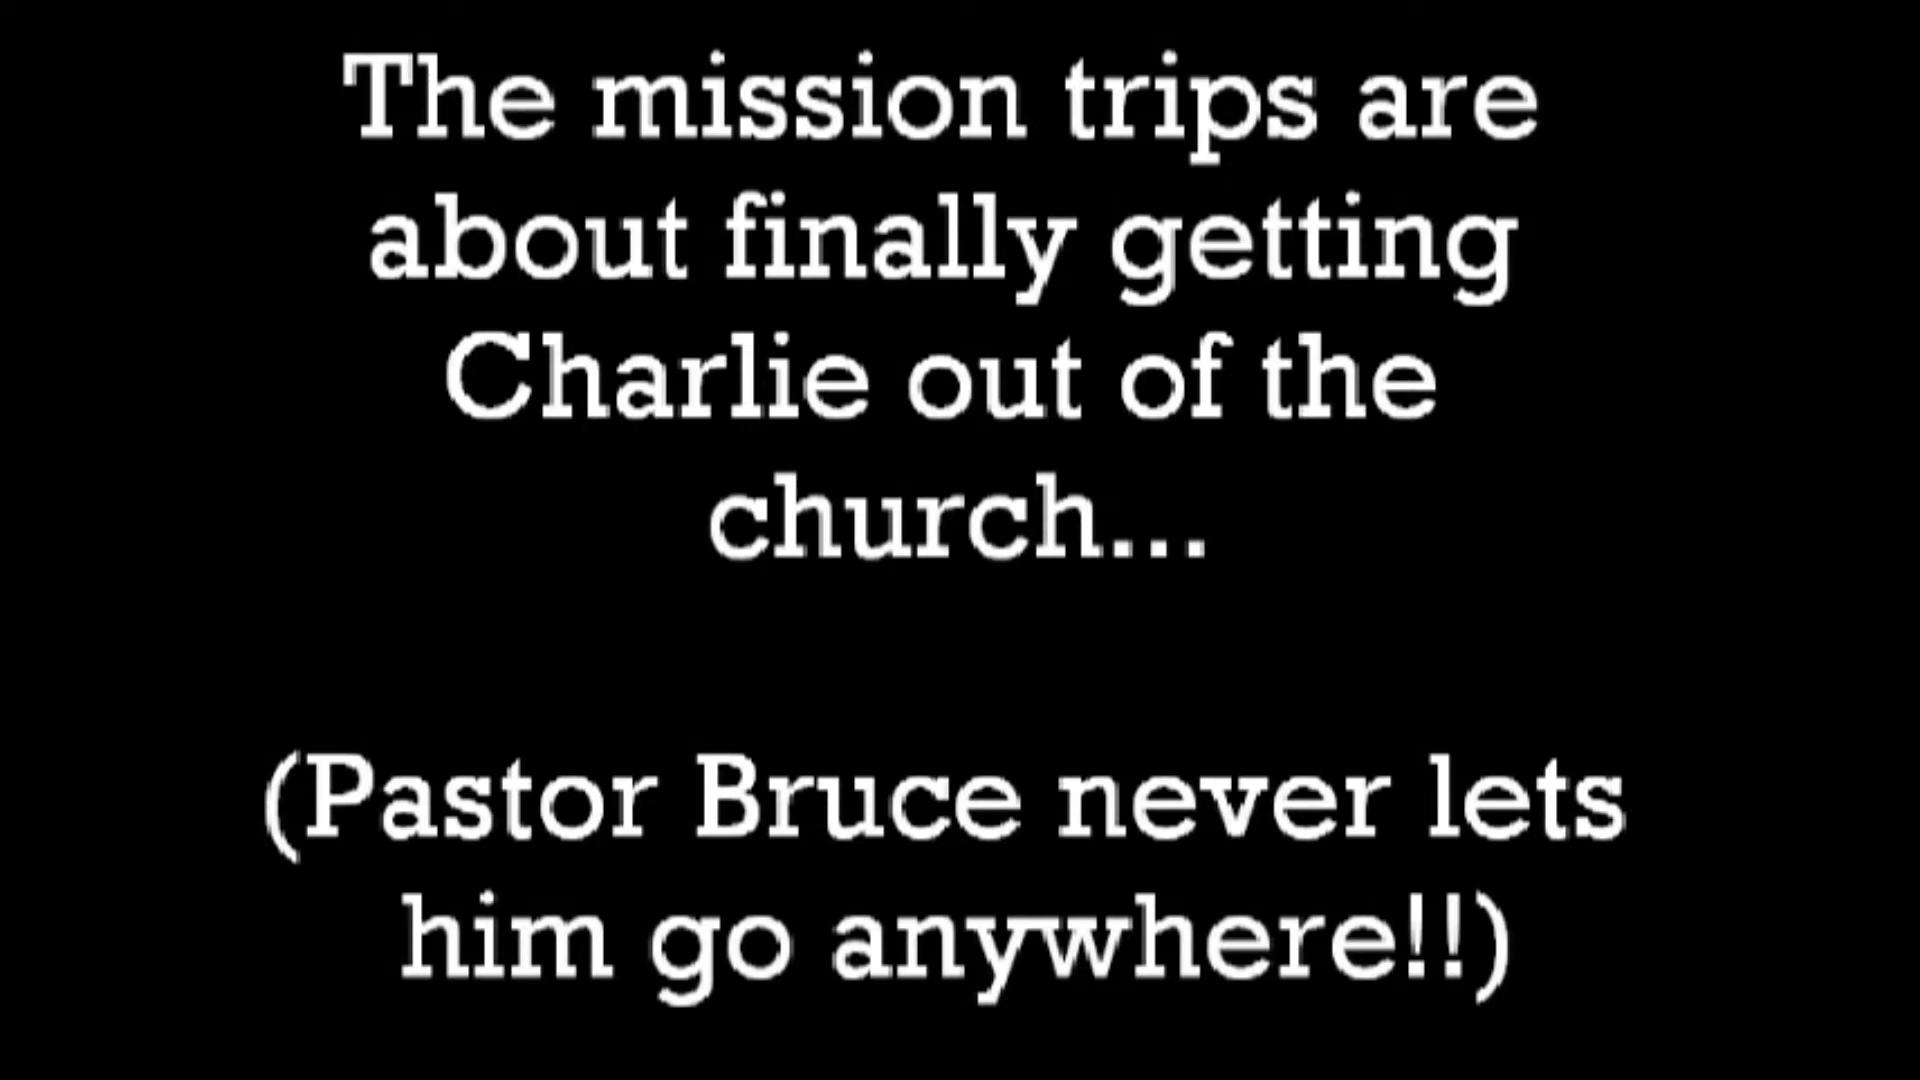 The mission trips are
about finally getting
Charlie out of the
church...
(Pastor Bruce never lets
him go anywhere!!)